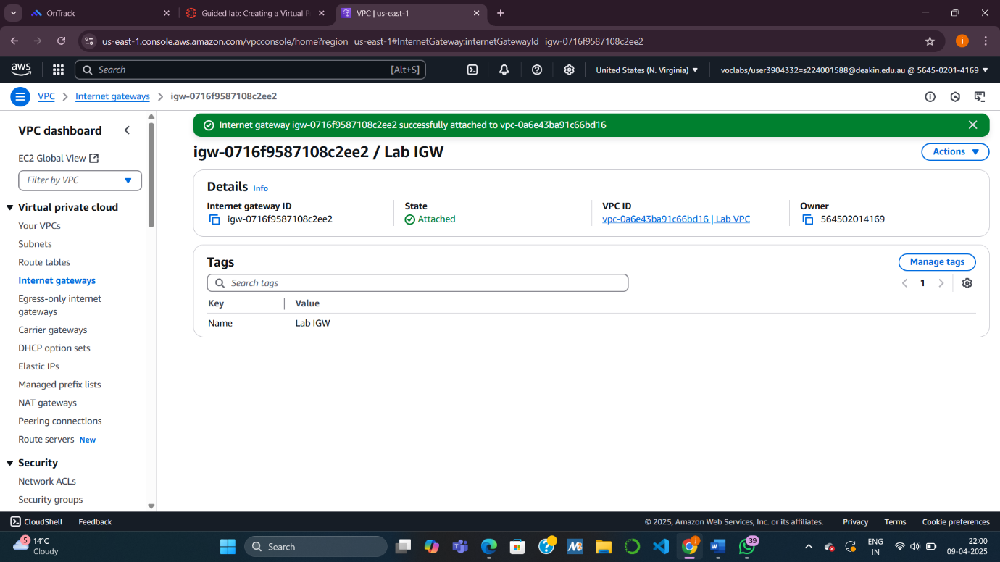 OnTrack
Guided lab: Creating a Virtual P
VPC | us-east-1
us-east-1.console.aws.amazon.com/vpcconsole/home?region=us-east-1#InternetGateway:internetGatewayId=igw-0716f9587108c2ee2
j
aws
Search [Alt+S]
United States (N. Virginia)
voclabs/user3904332=s224001588@deakin.edu.au @ 5645-0201-4169
VPC
Internet gateways
igw-0716f9587108c2ee2
VPC dashboard
EC2 Global View
Filter by VPC
Virtual private cloud
Your VPCs
Subnets
Route tables
Internet gateways
Egress-only internet
gateways
Carrier gateways
DHCP option sets
Elastic IPs
Managed prefix lists
NAT gateways
Peering connections
Route servers New
Security
Network ACLs
Security groups
Internet gateway igw-0716f9587108c2ee2 successfully attached to vpc-0a6e43ba91c66bd16
igw-0716f9587108c2ee2 / Lab IGW
Actions
Details Info
Internet gateway ID
igw-0716f9587108c2ee2
State
Attached
VPC ID
vpc-0a6e43ba91c66bd16 | Lab VPC
Owner
564502014169
Tags
Manage tags
Search tags
1
Key Value
Name Lab IGW
CloudShell
Feedback
© 2025, Amazon Web Services, Inc. or its affiliates.
Privacy
Terms
Cookie preferences
5
14°C
Cloudy
Search
j
39
ENG
IN
22:00
09-04-2025